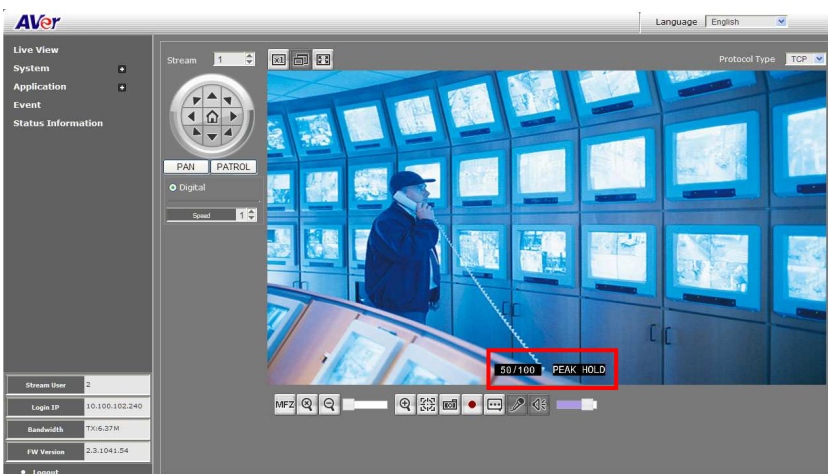 AVer
Language English
Live View
System
Application
Event
Status Information
Stream 1
x1
Protocol Type TCP
PAN PATROL
Digital
Speed 1
50/100 PEAK HOLD
MFZ
Stream User 2
Login IP 10.100.102.240
Bandwidth TX:6.37M
FW Version 2.3.1041.54
Logout